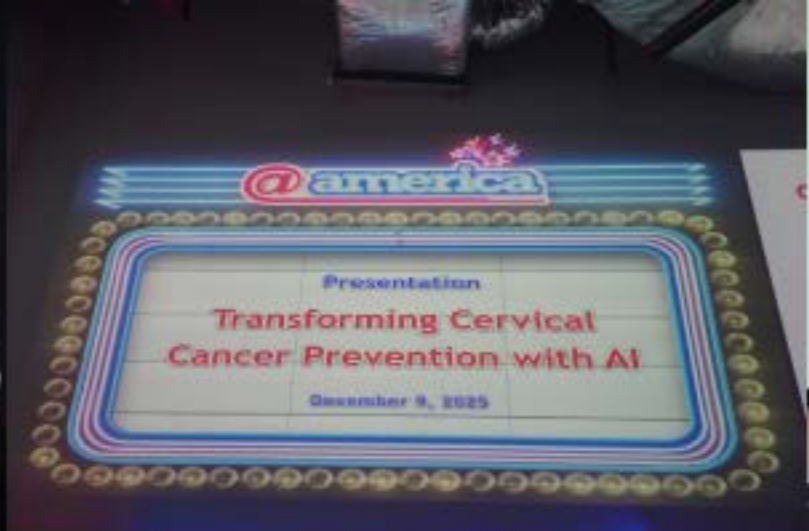 @america
Presentation
Transforming Cervical
Cancer Prevention with AI
December 9, 2025